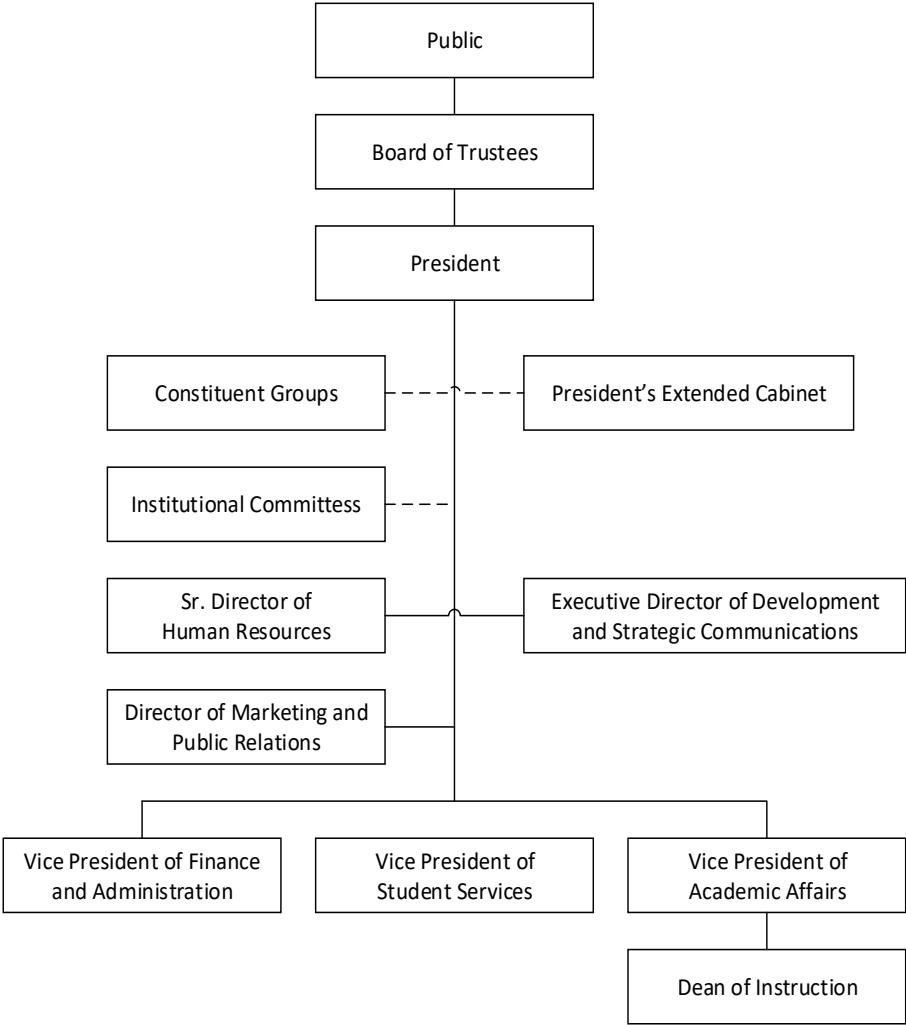 Public
Board of Trustees
President
Constituent Groups
President’s Extended Cabinet
Institutional Committess
Sr. Director of
Human Resources
Executive Director of Development
and Strategic Communications
Director of Marketing and
Public Relations
Vice President of Finance
and Administration
Vice President of
Student Services
Vice President of
Academic Affairs
Dean of Instruction